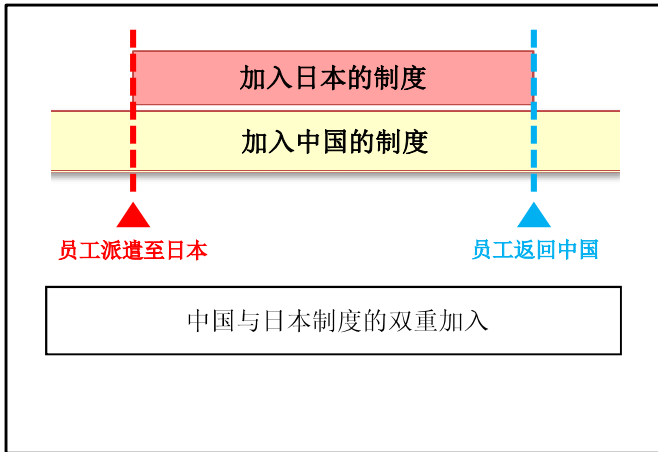 加入日本的制度
加入中国的制度
员工派遣至日本
员工返回中国
中国与日本制度的双重加入